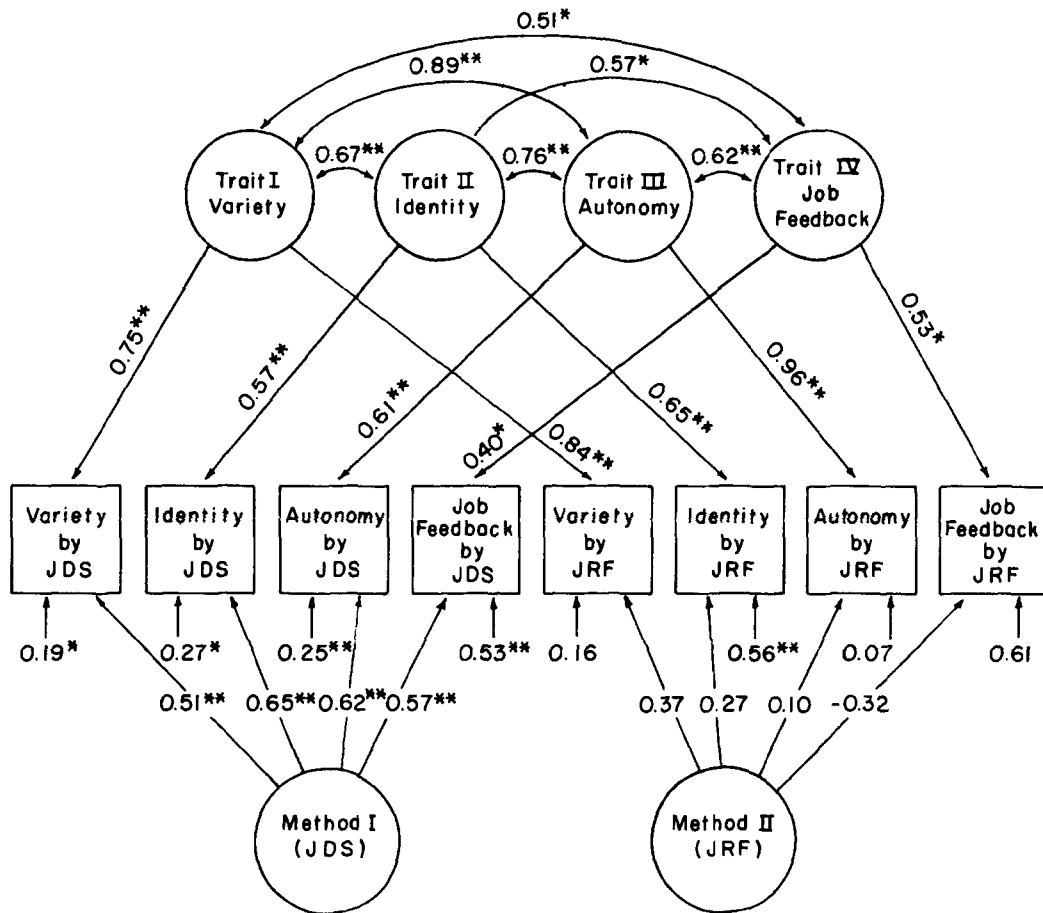 0.51*
0.89**
0.57*
0.67**
0.76**
0.62**
Trait I
Variety
Trait II
Identity
Trait III
Autonomy
Trait IV
Job
Feedback
0.75**
0.57**
0.61**
0.40*
0.84**
0.65**
0.96**
0.53*
Variety
by
JDS
Identity
by
JDS
Autonomy
by
JDS
Job
Feedback
by
JDS
Variety
by
JRF
Identity
by
JRF
Autonomy
by
JRF
Job
Feedback
by
JRF
0.19*
0.27*
0.25**
0.53**
0.16
0.56**
0.07
0.61
0.51**
0.65**
0.62**
0.57**
0.37
0.27
0.10
-0.32
Method I
(JDS)
Method II
(JRF)